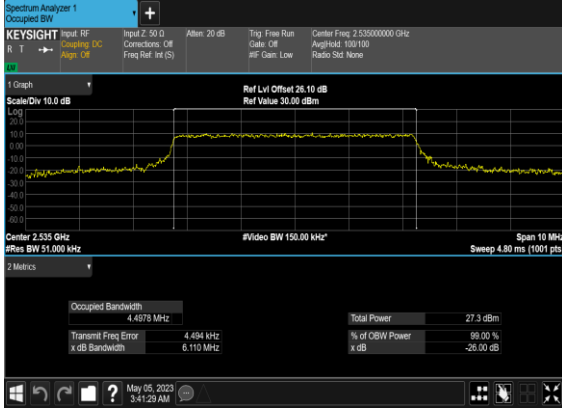 Spectrum Analyzer 1
Occupied BW
+
KEYSIGHT Input: RF Input Z: 50 Ω Atten: 20 dB Trig: Free Run Center Freq: 2.535000000 GHz
R T Coupling: DC Corrections: Off Gate: Off Avg|Hold: 100/100
Align: Off Freq Ref: Int (S) #IF Gain: Low Radio Std: None
1 Graph
Ref Lvl Offset 26.10 dB
Scale/Div 10.0 dB Ref Value 30.00 dBm
Log
20.0
10.0
0.00
-10.0
-20.0
-30.0
-40.0
-50.0
-60.0
Center 2.535 GHz #Video BW 150.00 kHz* Span 10 MHz
#Res BW 51.000 kHz Sweep 4.80 ms (1001 pts
2 Metrics
Occupied Bandwidth
4.4978 MHz Total Power 27.3 dBm
Transmit Freq Error 4.494 kHz % of OBW Power 99.00 %
x dB Bandwidth 6.110 MHz x dB -26.00 dB
? May 05, 2023
3:41:29 AM